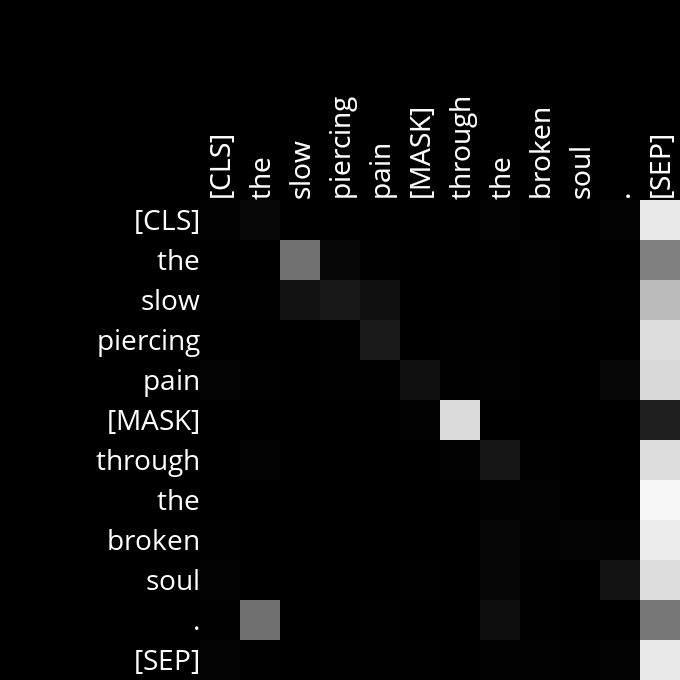 [CLS]
the
slow
piercing
pain
[MASK]
through
the
broken
soul
.
[SEP]
[CLS]
the
slow
piercing
pain
[MASK]
through
the
broken
soul
.
[SEP]